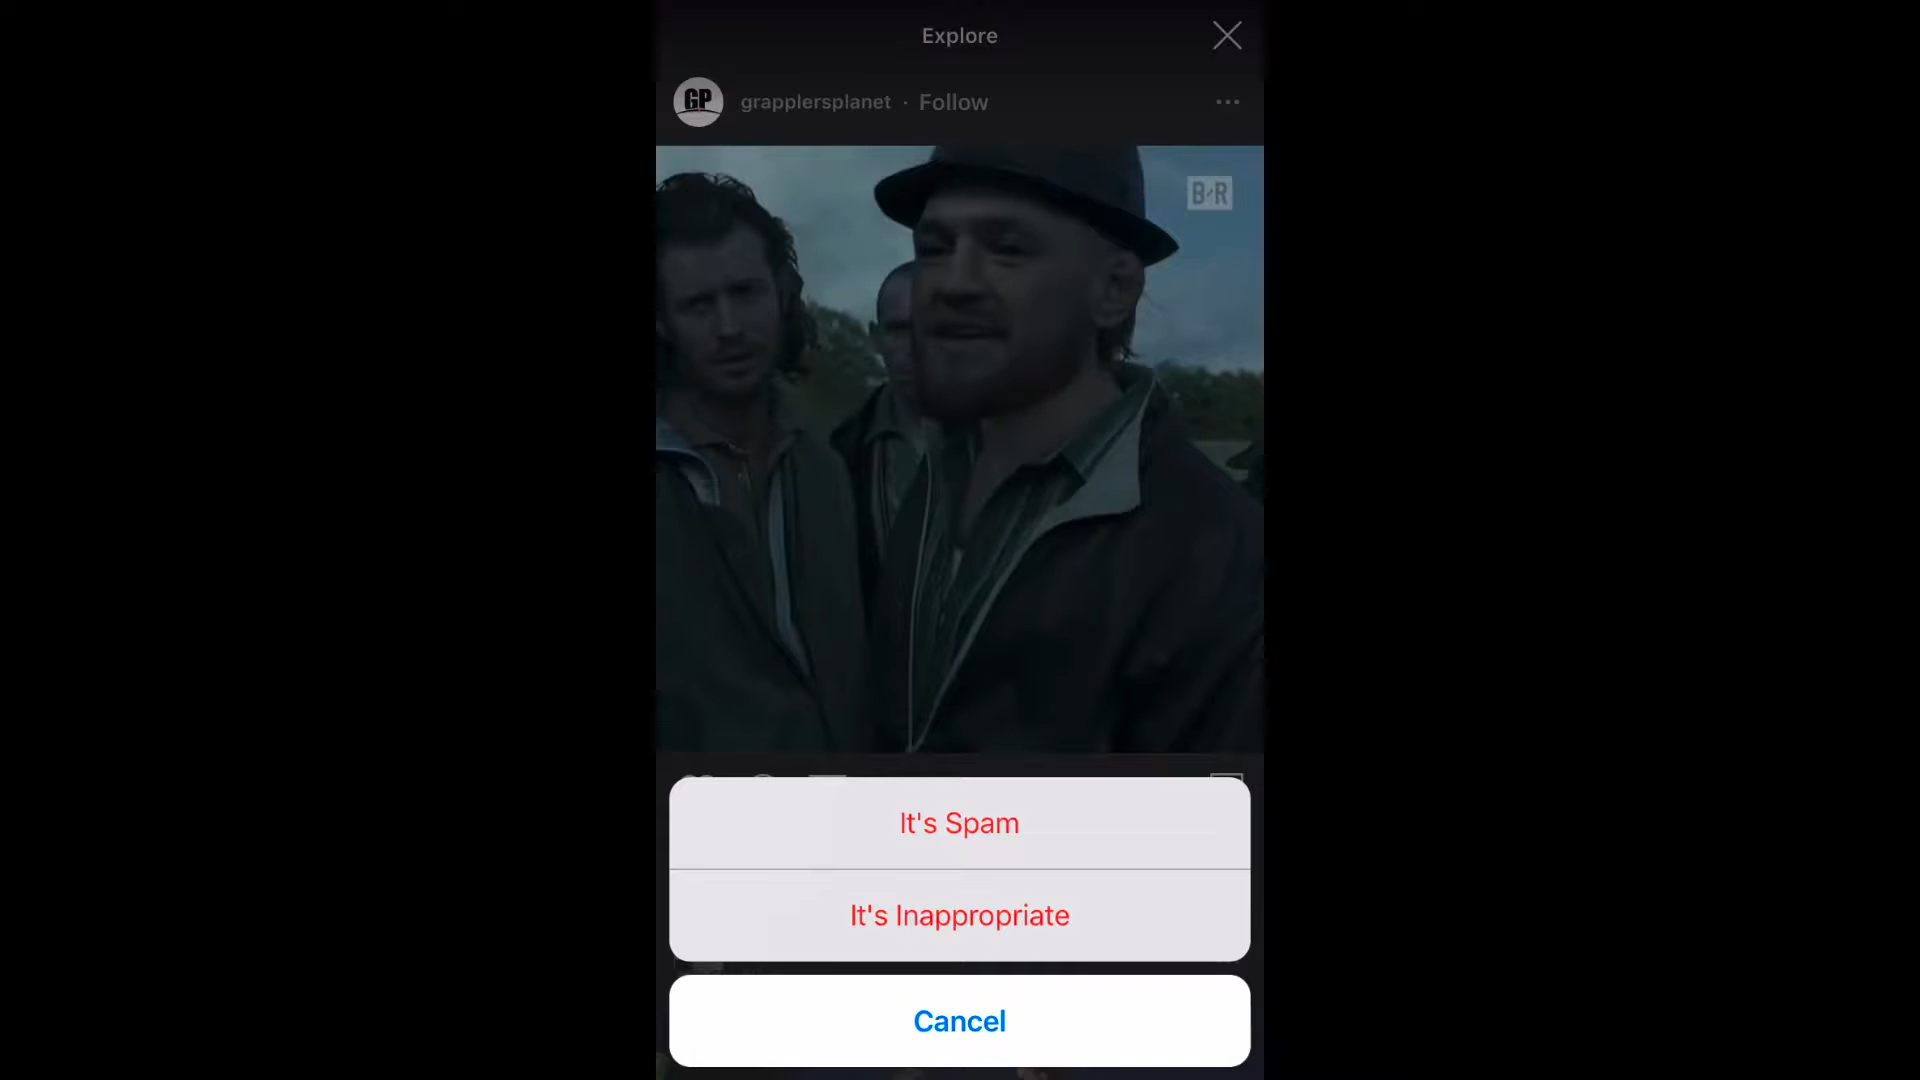 Explore
GP
grapplersplanet · Follow
B/R
It's Spam
It's Inappropriate
Cancel